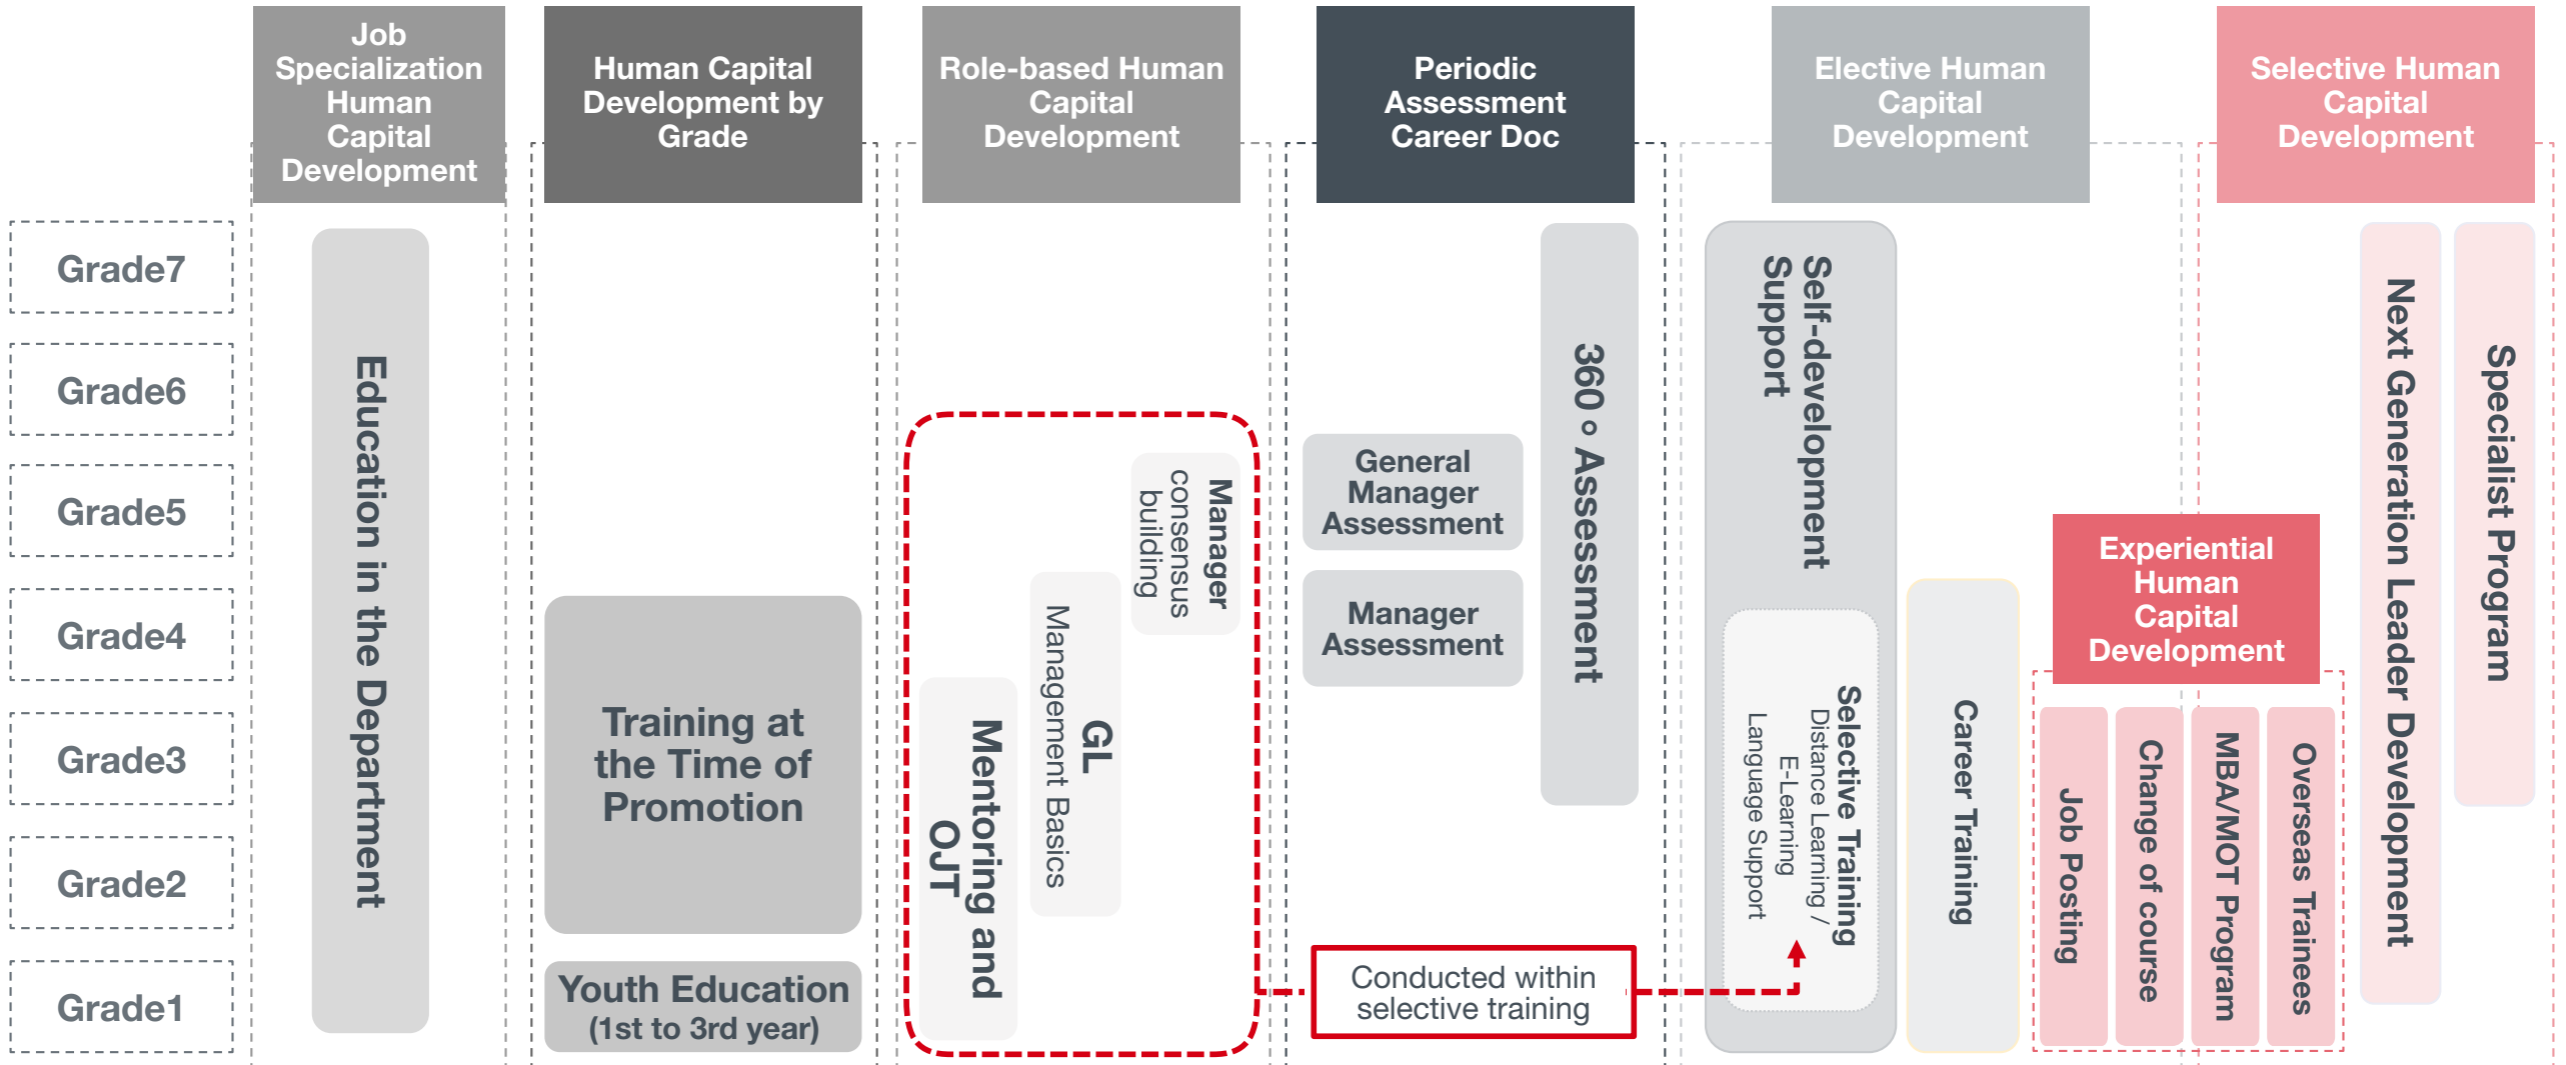 Job
Specialization
Human
Capital
Development
Human Capital
Development by
Grade
Role-based Human
Capital
Development
Periodic
Assessment
Career Doc
Elective Human
Capital
Development
Selective Human
Capital
Development
Grade7
Grade6
Grade5
Grade4
Grade3
Grade2
Grade1
Education in the Department
Training at
the Time of
Promotion
Youth Education
(1st to 3rd year)
Mentoring and
OJT
GL
Management Basics
Manager
consensus
building
General
Manager
Assessment
Manager
Assessment
360° Assessment
Conducted within
selective training
Self-development
Support
Selective Training
Distance Learning /
E-Learning
Language Support
Career Training
Experiential
Human
Capital
Development
Job Posting
Change of course
MBA/MOT Program
Overseas Trainees
Next Generation Leader Development
Specialist Program